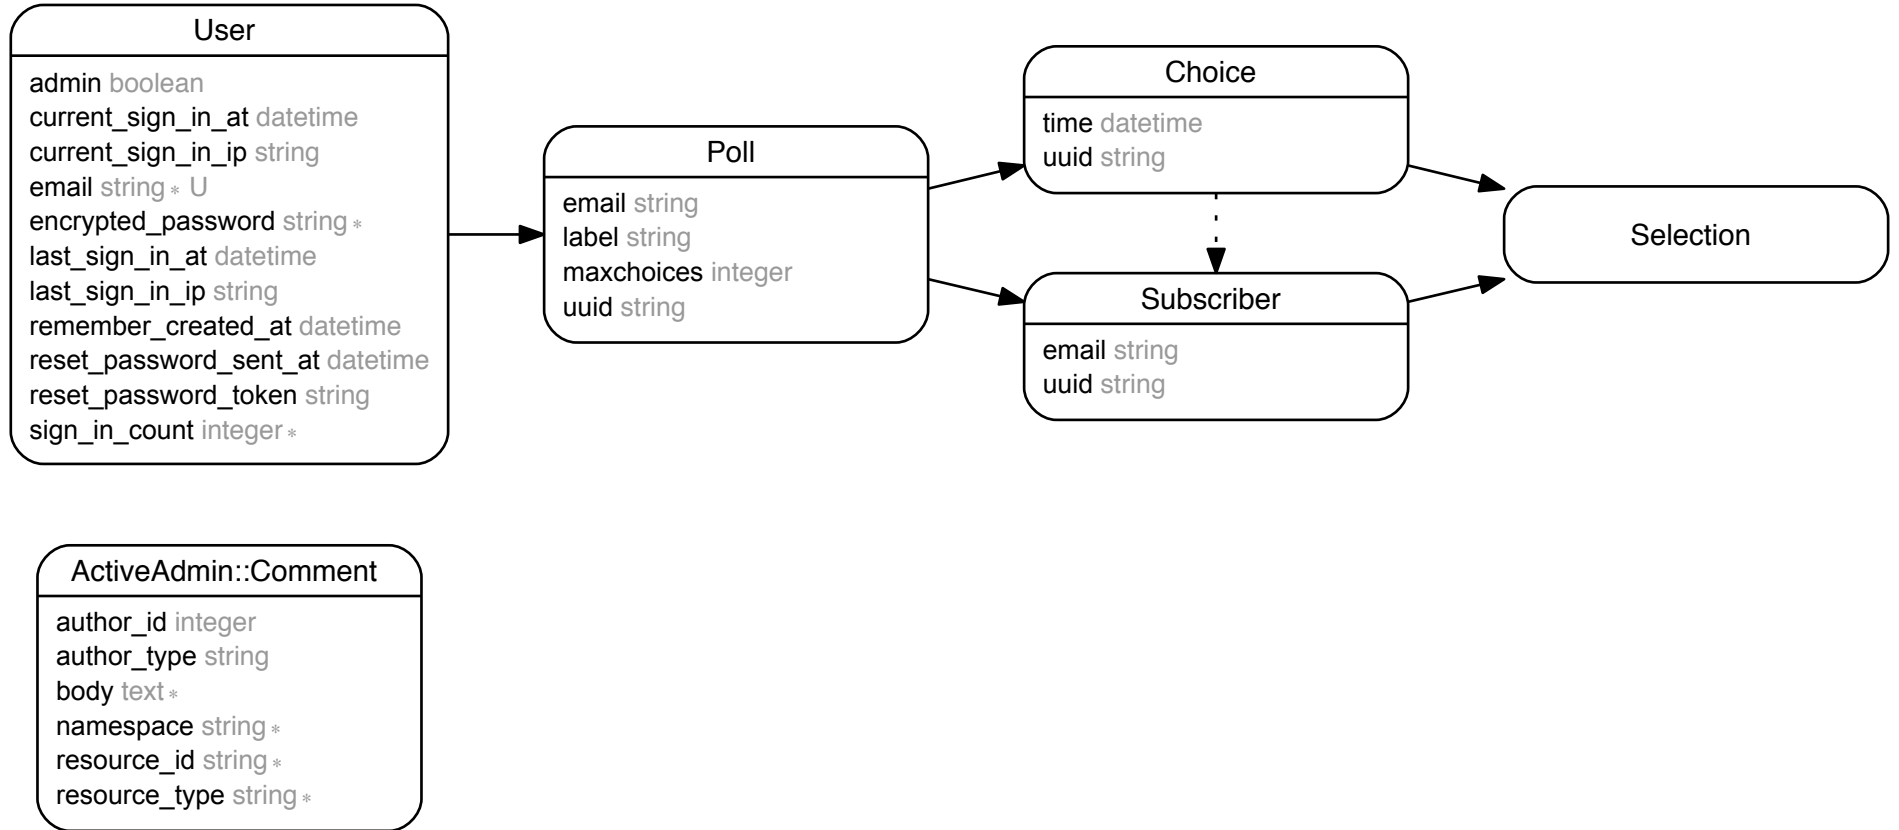 User
admin boolean
current_sign_in_at datetime
current_sign_in_ip string
email string * U
encrypted_password string *
last_sign_in_at datetime
last_sign_in_ip string
remember_created_at datetime
reset_password_sent_at datetime
reset_password_token string
sign_in_count integer *
Poll
email string
label string
maxchoices integer
uuid string
Choice
time datetime
uuid string
Subscriber
email string
uuid string
Selection
ActiveAdmin::Comment
author_id integer
author_type string
body text *
namespace string *
resource_id string *
resource_type string *